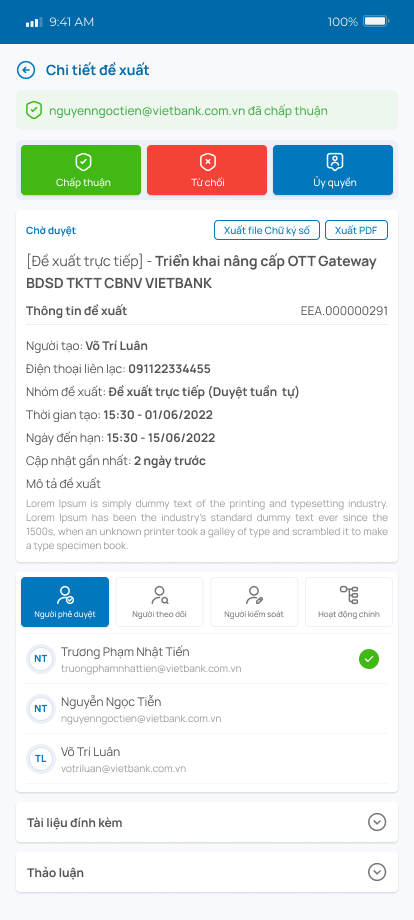 9:41 AM
100%
Chi tiết đề xuất
nguyenngoctien@vietbank.com.vn đã chấp thuận
Chấp thuận
Từ chối
Ủy quyền
Chờ duyệt
Xuất file Chữ ký số
Xuất PDF
[Đề xuất trực tiếp] - Triển khai nâng cấp OTT Gateway
BDSD TKTT CBNV VIETBANK
Thông tin đề xuất
EEA.000000291
Người tạo: Võ Trí Luân
Điện thoại liên lạc: 091122334455
Nhóm đề xuất: Đề xuất trực tiếp (Duyệt tuần tự)
Thời gian tạo: 15:30 - 01/06/2022
Ngày đến hạn: 15:30 - 15/06/2022
Cập nhật gần nhất: 2 ngày trước
Mô tả đề xuất
Lorem Ipsum is simply dummy text of the printing and typesetting industry.
Lorem Ipsum has been the industry's standard dummy text ever since the
1500s, when an unknown printer took a galley of type and scrambled it to make
a type specimen book.
Người phê duyệt
Người theo dõi
Người kiểm soát
Hoạt động chính
NT
Trương Phạm Nhật Tiến
truongphamnhattien@vietbank.com.vn
NT
Nguyễn Ngọc Tiễn
nguyenngoctien@vietbank.com.vn
TL
Võ Trí Luân
votriluan@vietbank.com.vn
Tài liệu đính kèm
Thảo luận